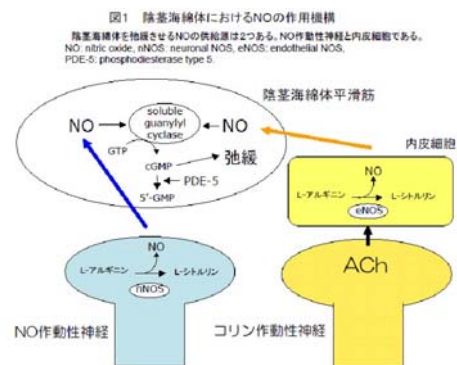 図1 陰茎海綿体におけるNOの作用機構
陰茎海綿体を弛緩させるNOの供給源は2つある。NO作動性神経と内皮細胞である。
NO: nitric oxide, nNOS: neuronal NOS, eNOS: endothelial NOS,
PDE-5: phosphodiesterase type 5.
陰茎海綿体平滑筋
soluble
guanylyl
cyclase
NO
NO
GTP
cGMP
弛緩
PDE-5
5'-GMP
内皮細胞
NO
L-アルギニン
L-シトルリン
eNOS
NO
L-アルギニン
L-シトルリン
nNOS
ACh
NO作動性神経
コリン作動性神経